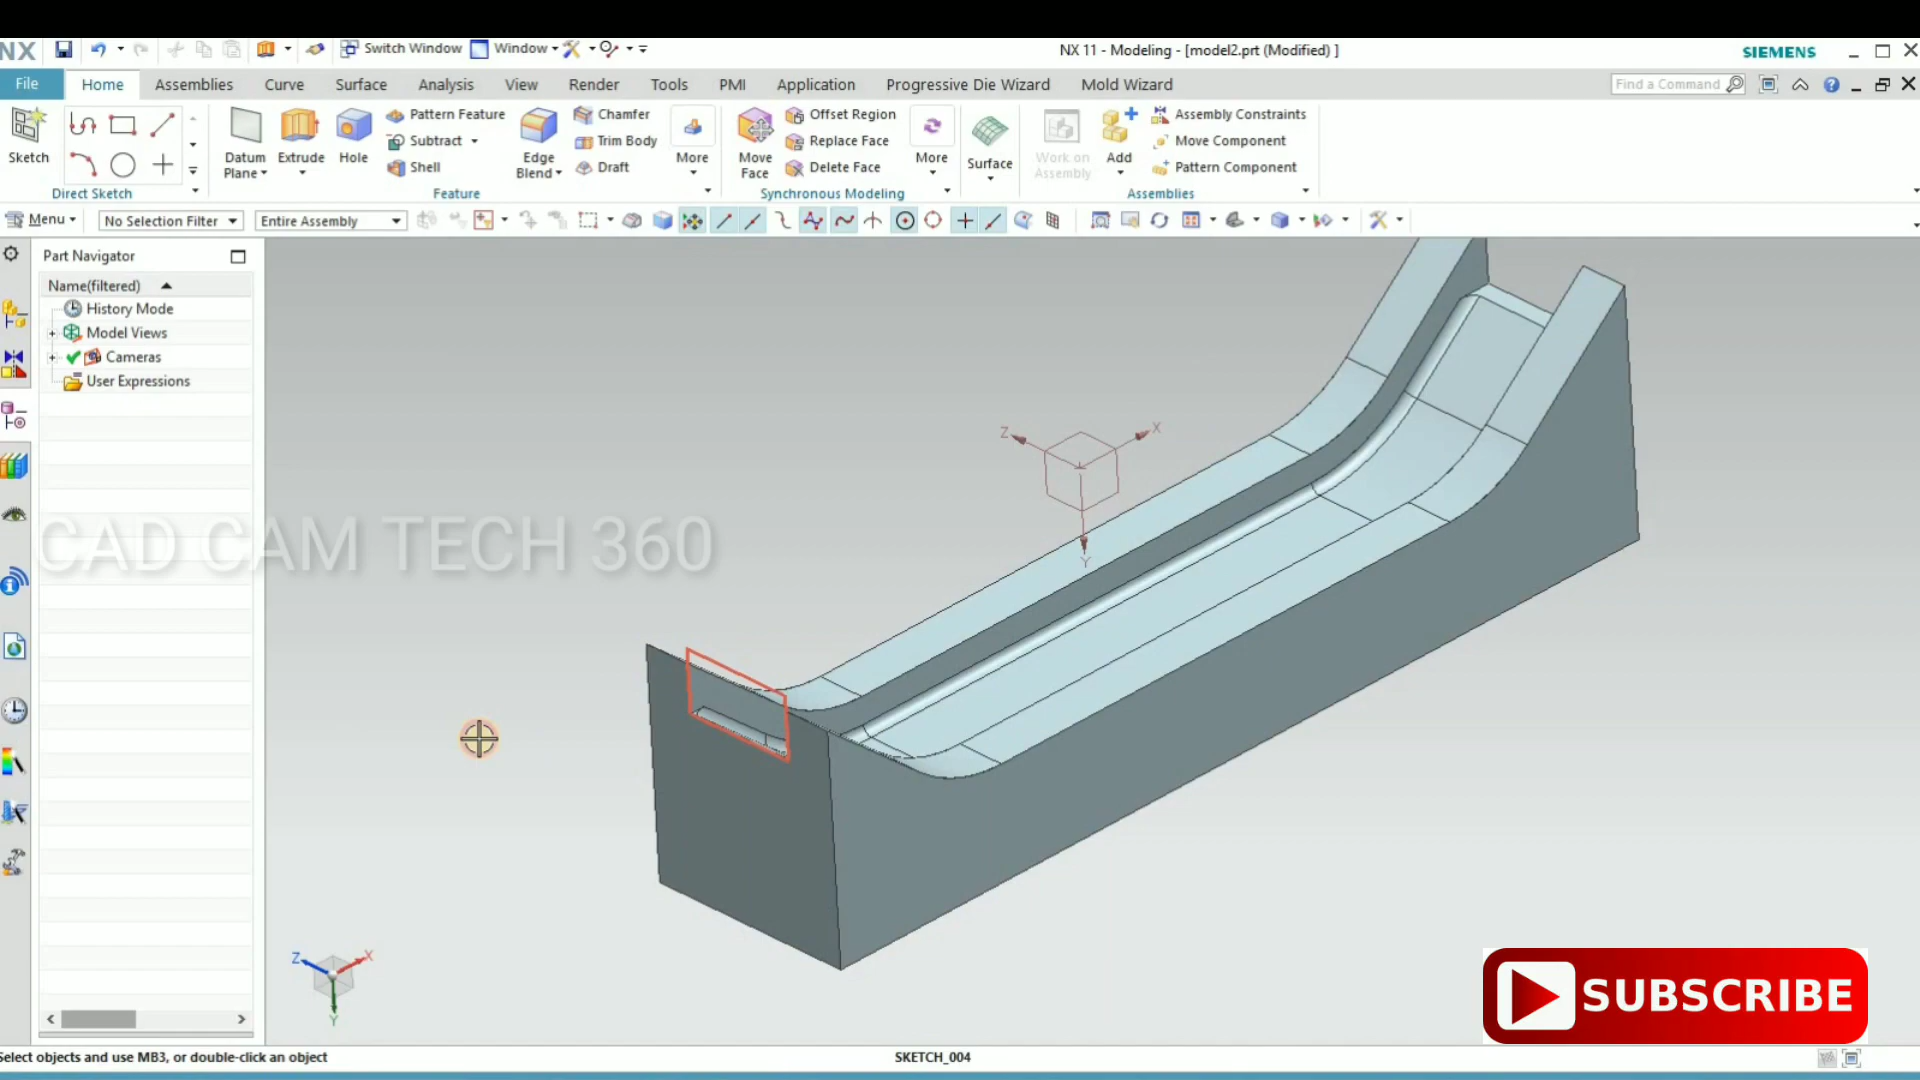 NX
Switch Window
Window
NX 11 - Modeling - [model2.prt (Modified) ]
SIEMENS
File
Home
Assemblies
Curve
Surface
Analysis
View
Render
Tools
PMI
Application
Progressive Die Wizard
Mold Wizard
Find a Command
Sketch
Direct Sketch
Datum
Plane
Extrude
Hole
Pattern Feature
Subtract
Shell
Edge
Blend
Chamfer
Trim Body
Draft
More
Feature
Move
Face
Offset Region
Replace Face
Delete Face
More
Synchronous Modeling
Surface
Work on
Assembly
Add
Assembly Constraints
Move Component
Pattern Component
Assemblies
Menu
No Selection Filter
Entire Assembly
Part Navigator
Name(filtered)
History Mode
Model Views
Cameras
User Expressions
Z
X
Y
CAD CAM TECH 360
Z
X
Y
SUBSCRIBE
Select objects and use MB3, or double-click an object
SKETCH_004